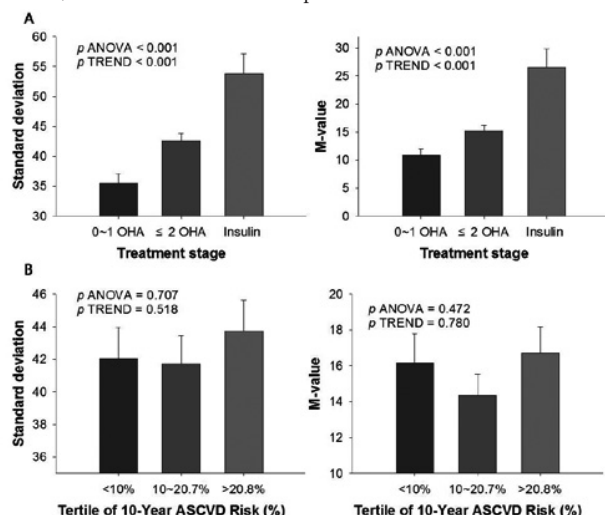 A
p ANOVA < 0.001
p TREND < 0.001
Standard deviation
60
55
50
45
40
35
30
0~1 OHA ≤ 2 OHA Insulin
Treatment stage
p ANOVA < 0.001
p TREND < 0.001
M-value
30
25
20
15
10
5
0
0~1 OHA ≤ 2 OHA Insulin
Treatment stage
B
p ANOVA = 0.707
p TREND = 0.518
Standard deviation
46
44
42
40
38
36
<10% 10~20.7% >20.8%
Tertile of 10-Year ASCVD Risk (%)
p ANOVA = 0.472
p TREND = 0.780
M-value
20
18
16
14
12
10
<10% 10~20.7% >20.8%
Tertile of 10-Year ASCVD Risk (%)